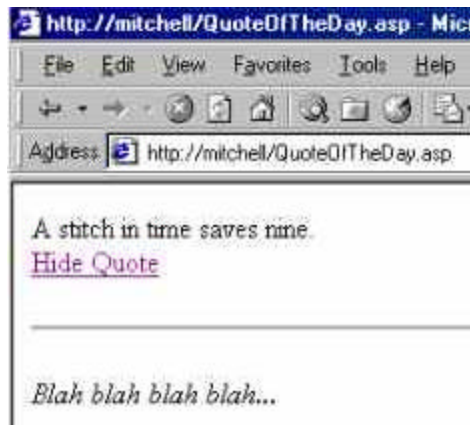 http://mitchell/QuoteOfTheDay.asp - Mic
File Edit View Favorites Tools Help
Address http://mitchell/QuoteOfTheDay.asp
A stitch in time saves nine.
Hide Quote
Blah blah blah blah...